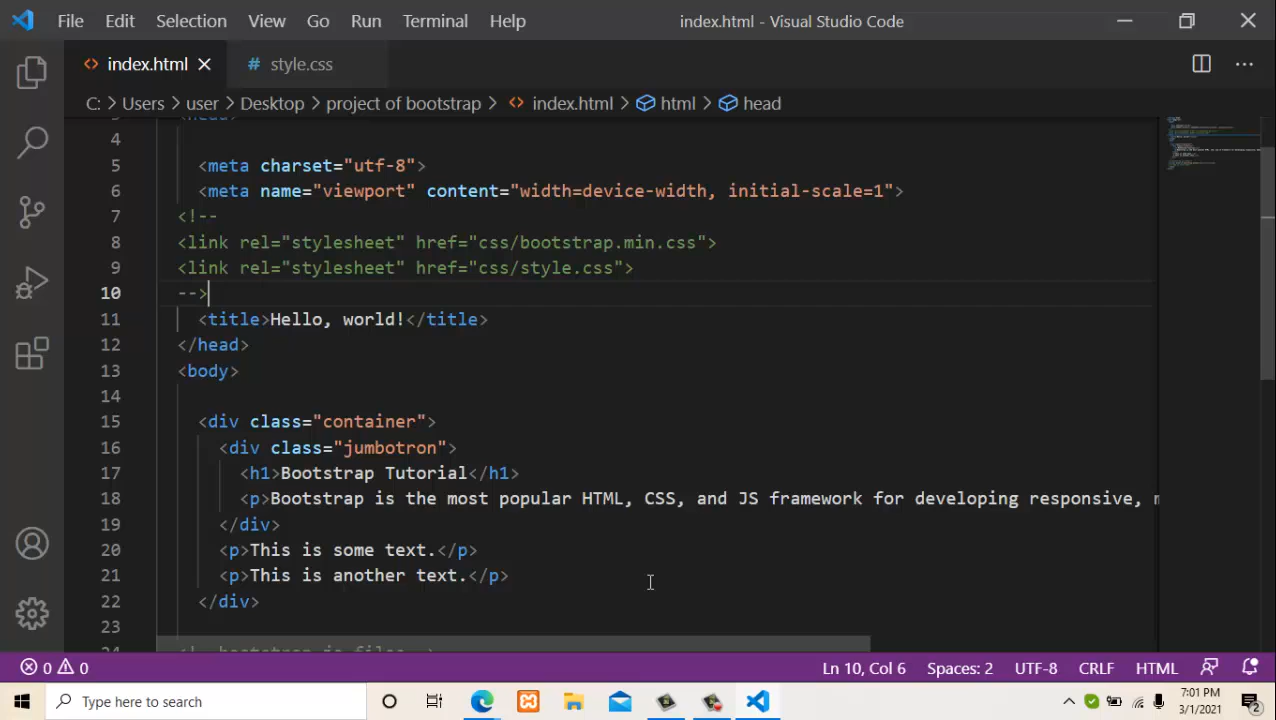 File Edit Selection View Go Run Terminal Help index.html - Visual Studio Code
index.html # style.css
C: > Users > user > Desktop > project of bootstrap > index.html > html > head
3 <head>
4
5 <meta charset="utf-8">
6 <meta name="viewport" content="width=device-width, initial-scale=1">
7 <!--
8 <link rel="stylesheet" href="css/bootstrap.min.css">
9 <link rel="stylesheet" href="css/style.css">
10 -->
11 <title>Hello, world!</title>
12 </head>
13 <body>
14
15 <div class="container">
16 <div class="jumbotron">
17 <h1>Bootstrap Tutorial</h1>
18 <p>Bootstrap is the most popular HTML, CSS, and JS framework for developing responsive,
19 </div>
20 <p>This is some text.</p>
21 <p>This is another text.</p>
22 </div>
23
24 <!-- bootstrap js files -->
0 0 Ln 10, Col 6 Spaces: 2 UTF-8 CRLF HTML
Type here to search
7:01 PM
3/1/2021
2